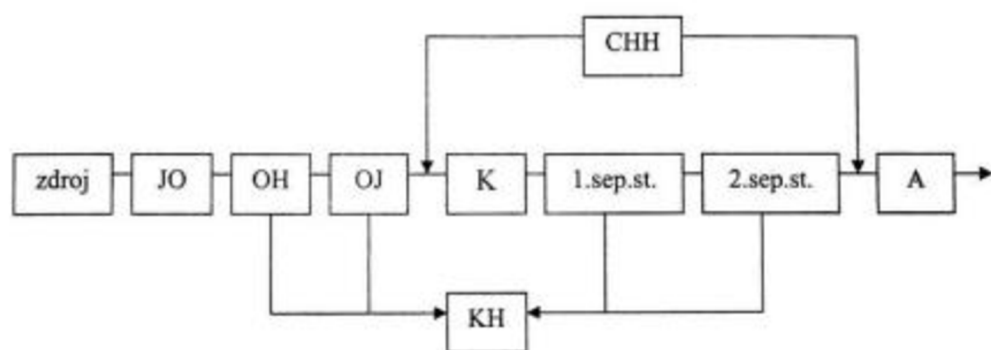 CHH
zdroj JO OH OJ K 1.sep.st. 2.sep.st. A
KH